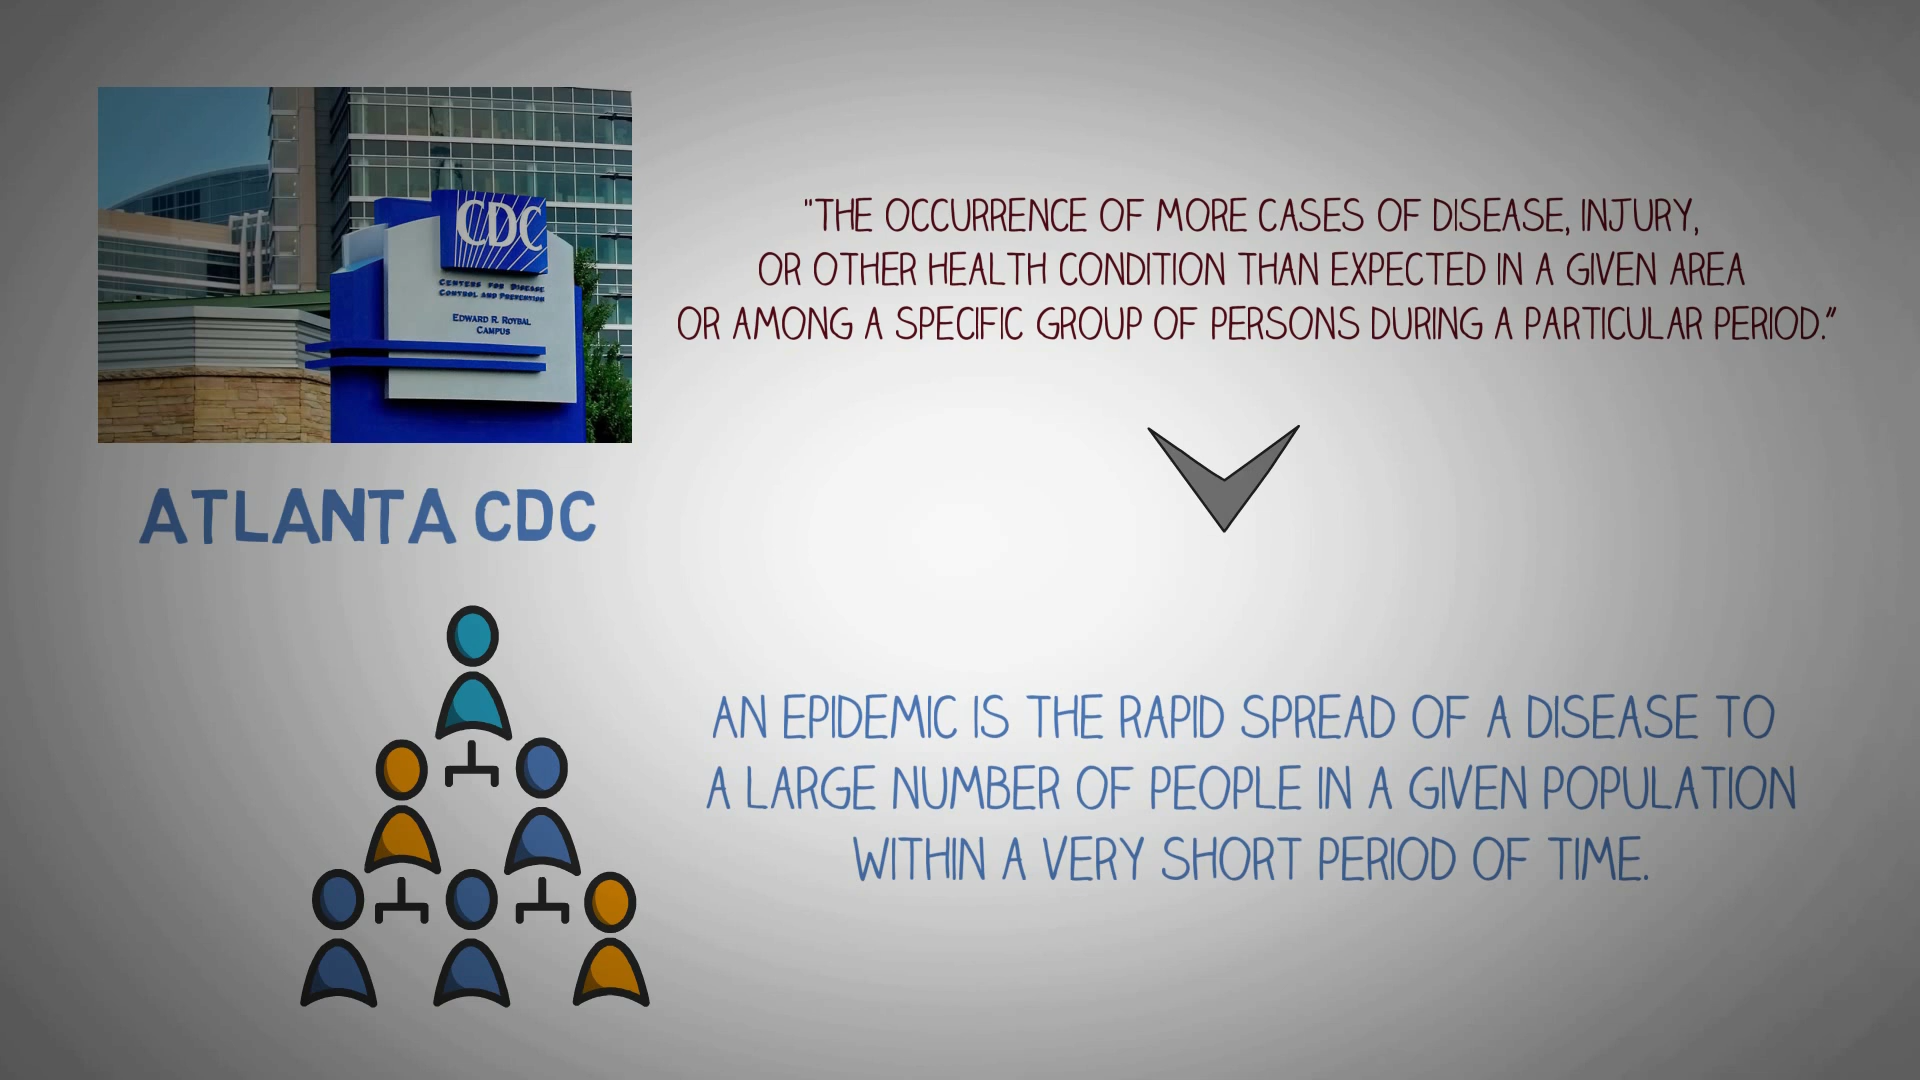 CDC
CENTERS FOR DISEASE
CONTROL AND PREVENTION
EDWARD R. ROYBAL
CAMPUS
ATLANTA CDC
"THE OCCURRENCE OF MORE CASES OF DISEASE, INJURY,
OR OTHER HEALTH CONDITION THAN EXPECTED IN A GIVEN AREA
OR AMONG A SPECIFIC GROUP OF PERSONS DURING A PARTICULAR PERIOD."
AN EPIDEMIC IS THE RAPID SPREAD OF A DISEASE TO
A LARGE NUMBER OF PEOPLE IN A GIVEN POPULATION
WITHIN A VERY SHORT PERIOD OF TIME.